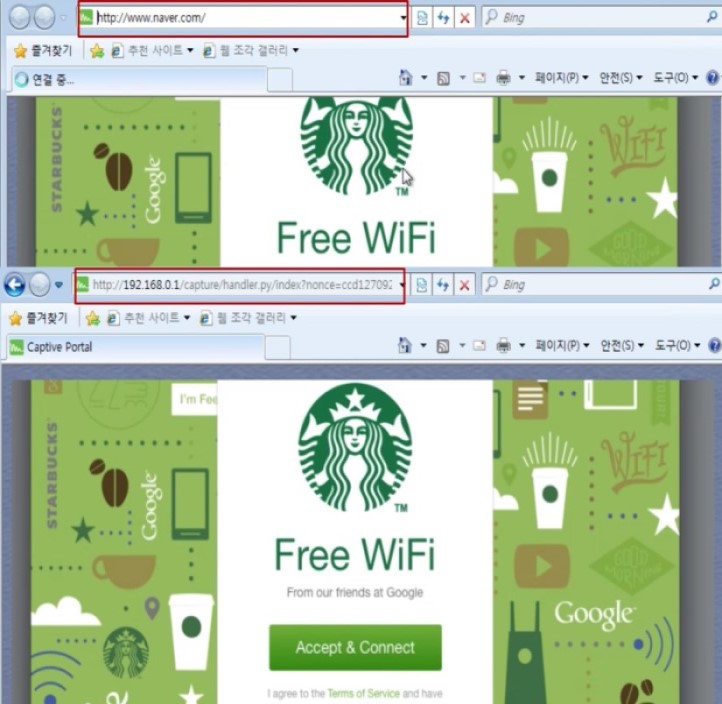 http://www.naver.com/
Bing
즐겨찾기
추천 사이트
웹 조각 갤러리
연결 중...
페이지(P)
안전(S)
도구(O)
STARBUCKS
Google
WIFI
TM
GOOD MORNING
Free WiFi
http://192.168.0.1/capture/handler.py/index?nonce=ccd127092
Bing
즐겨찾기
추천 사이트
웹 조각 갤러리
Captive Portal
페이지(P)
안전(S)
도구(O)
I'm Fee
STARBUCKS
Google
WIFI
TM
GOOD MORNING
Free WiFi
From our friends at Google
Google
Accept & Connect
I agree to the Terms of Service and have